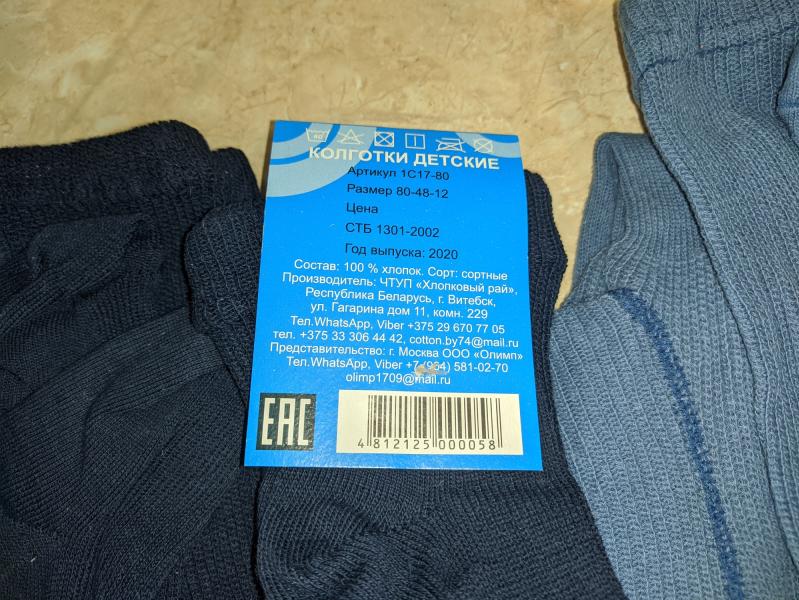 40
КОЛГОТКИ ДЕТСКИЕ
Артикул 1С17-80
Размер 80-48-12
Цена
СТБ 1301-2002
Год выпуска: 2020
Состав: 100 % хлопок. Сорт: сортные
Производитель: ЧТУП «Хлопковый рай»,
Республика Беларусь, г. Витебск,
ул. Гагарина дом 11, комн. 229
Тел.WhatsApp, Viber +375 29 670 77 05
тел. +375 33 306 44 42, cotton.by74@mail.ru
Представительство: г. Москва ООО «Олимп»
Тел.WhatsApp, Viber +7 (964) 581-02-70
olimp1709@mail.ru
EAC
4 812125 000058